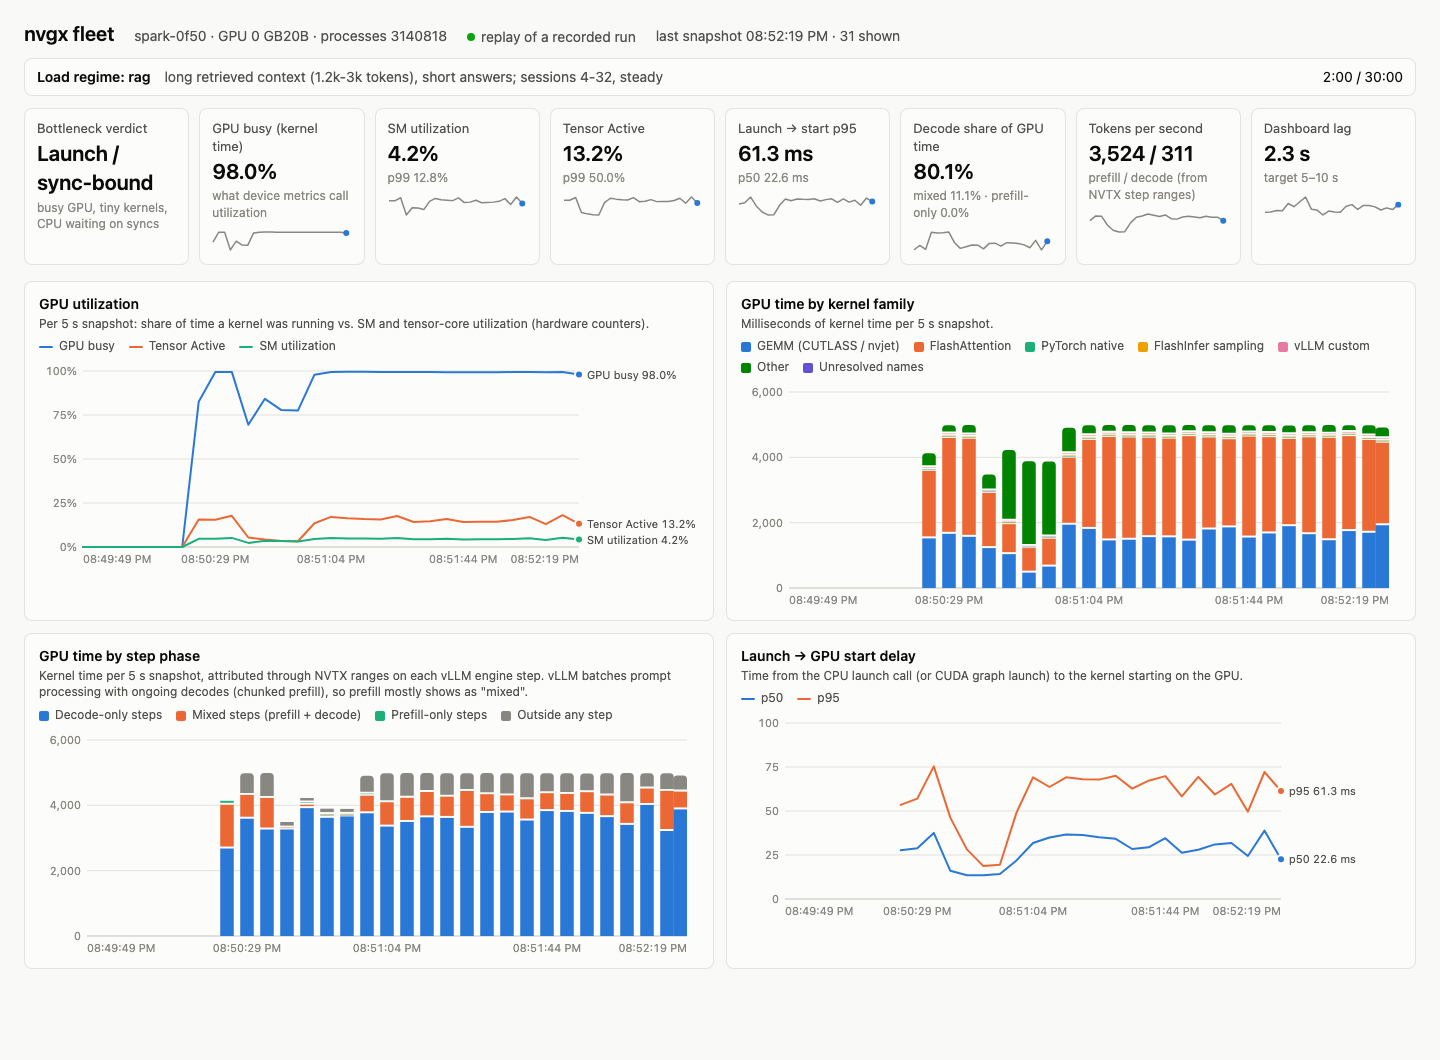 nvgx fleet spark-0f50 · GPU 0 GB20B · processes 3140818 replay of a recorded run last snapshot 08:52:19 PM · 31 shown
Load regime: rag long retrieved context (1.2k-3k tokens), short answers; sessions 4-32, steady 2:00 / 30:00
Bottleneck verdict
Launch /
sync-bound
busy GPU, tiny kernels,
CPU waiting on syncs
GPU busy (kernel
time)
98.0%
what device metrics call
utilization
SM utilization
4.2%
p99 12.8%
Tensor Active
13.2%
p99 50.0%
Launch → start p95
61.3 ms
p50 22.6 ms
Decode share of GPU
time
80.1%
mixed 11.1% · prefill-
only 0.0%
Tokens per second
3,524 / 311
prefill / decode (from
NVTX step ranges)
Dashboard lag
2.3 s
target 5–10 s
GPU utilization
Per 5 s snapshot: share of time a kernel was running vs. SM and tensor-core utilization (hardware counters).
GPU busy Tensor Active SM utilization
100%
75%
50%
25%
0%
GPU busy 98.0%
Tensor Active 13.2%
SM utilization 4.2%
08:49:49 PM 08:50:29 PM 08:51:04 PM 08:51:44 PM 08:52:19 PM
GPU time by kernel family
Milliseconds of kernel time per 5 s snapshot.
GEMM (CUTLASS / nvjet) FlashAttention PyTorch native FlashInfer sampling vLLM custom
Other Unresolved names
6,000
4,000
2,000
0
08:49:49 PM 08:50:29 PM 08:51:04 PM 08:51:44 PM 08:52:19 PM
GPU time by step phase
Kernel time per 5 s snapshot, attributed through NVTX ranges on each vLLM engine step. vLLM batches prompt
processing with ongoing decodes (chunked prefill), so prefill mostly shows as "mixed".
Decode-only steps Mixed steps (prefill + decode) Prefill-only steps Outside any step
6,000
4,000
2,000
0
08:49:49 PM 08:50:29 PM 08:51:04 PM 08:51:44 PM 08:52:19 PM
Launch → GPU start delay
Time from the CPU launch call (or CUDA graph launch) to the kernel starting on the GPU.
p50 p95
100
75
50
25
0
p95 61.3 ms
p50 22.6 ms
08:49:49 PM 08:50:29 PM 08:51:04 PM 08:51:44 PM 08:52:19 PM